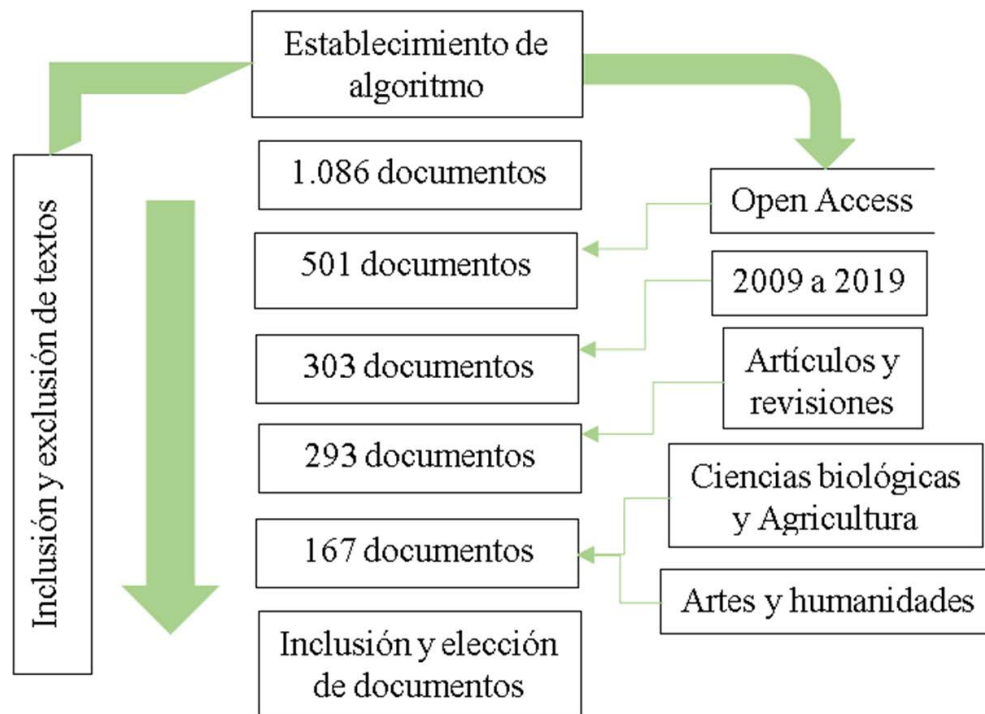 Establecimiento de
algoritmo
Inclusión y exclusión de textos
1.086 documentos
Open Access
501 documentos
2009 a 2019
303 documentos
Artículos y
revisiones
293 documentos
Ciencias biológicas
y Agricultura
167 documentos
Artes y humanidades
Inclusión y elección
de documentos